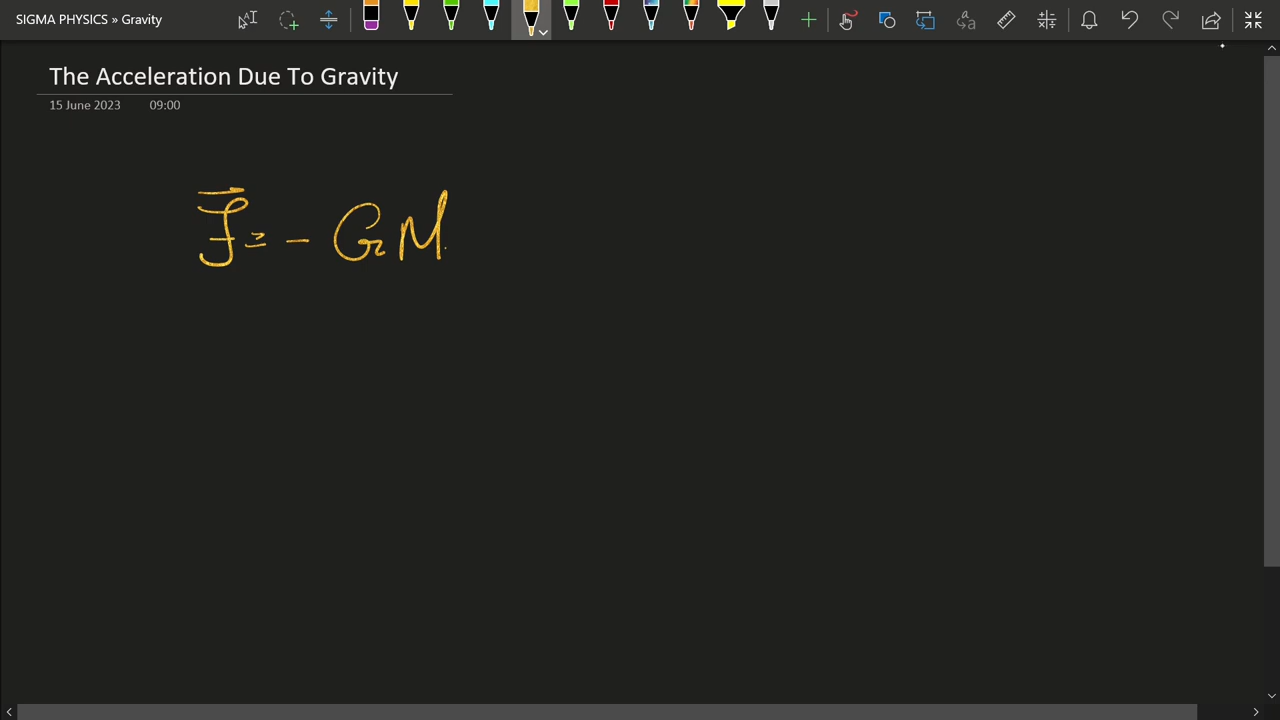 SIGMA PHYSICS » Gravity
The Acceleration Due To Gravity
15 June 2023 09:00
F⃗ = - GM